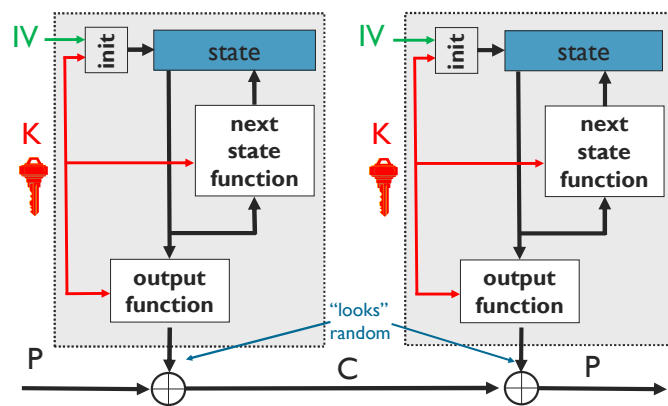 IV
init
state
K
next
state
function
output
function
IV
init
state
K
next
state
function
output
function
“looks”
random
P
C
P